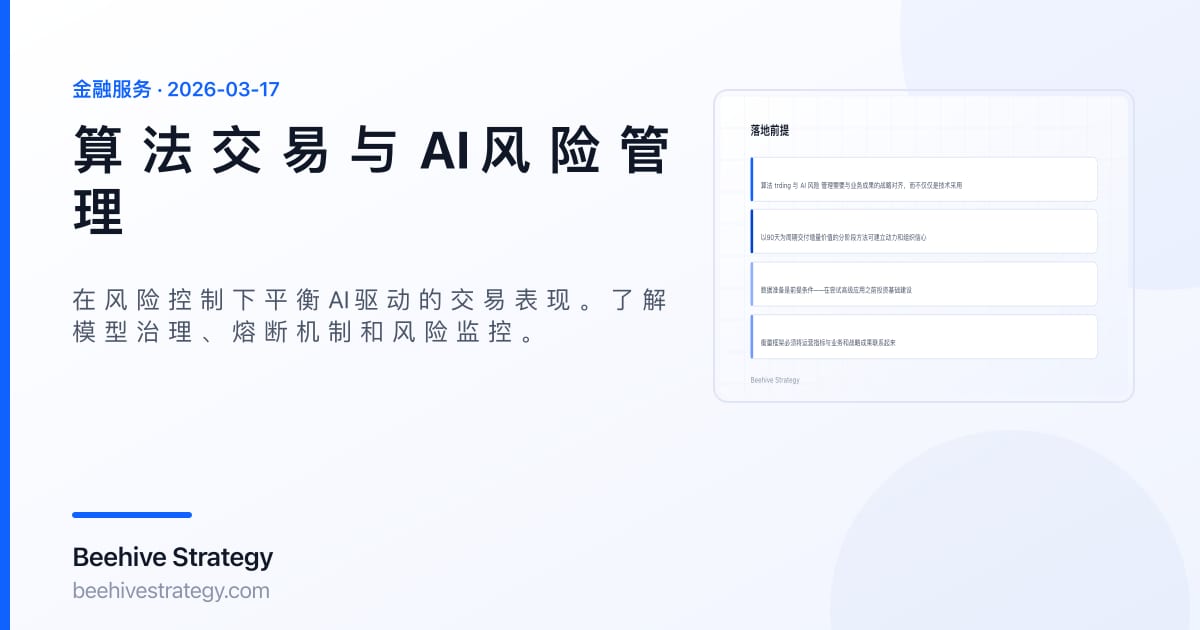 金融服务 · 2026-03-17
算法交易与 AI风险管
理
在风险控制下平衡AI驱动的交易表现。了解
模型治理、熔断机制和风险监控。
落地前提
算法 trding 与 AI 风险 管理需要与业务成果的战略对齐，而不仅仅是技术采用
以90天为周期交付增量价值的分阶段方法可建立动力和组织信心
数据准备是前提条件——在尝试高级应用之前投资基础建设
衡量框架必须将运营指标与业务和战略成果联系起来
Beehive Strategy
Beehive Strategy
beehivestrategy.com